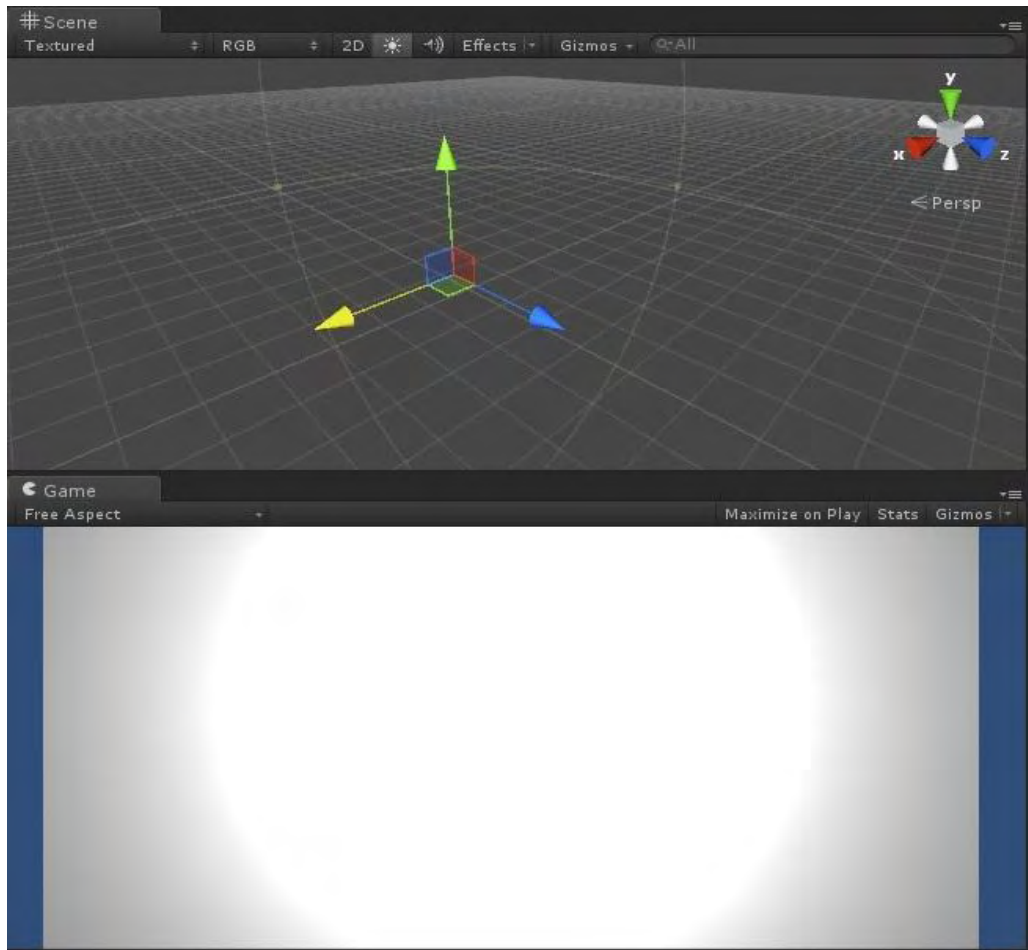 Scene
Textured RGB 2D Effects Gizmos All
y
x z
Persp
Game
Free Aspect Maximize on Play Stats Gizmos